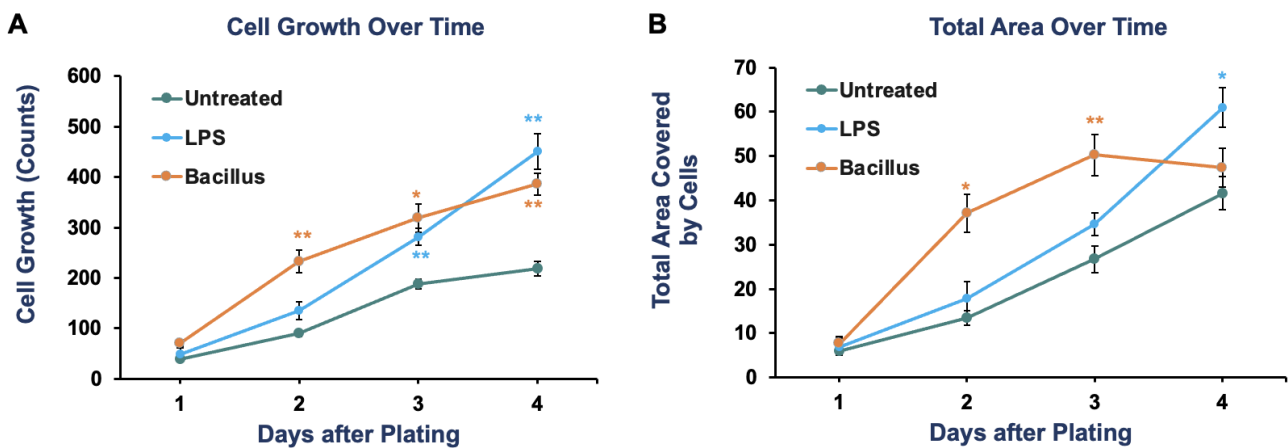 A
Cell Growth Over Time
Cell Growth (Counts)
600
500
400
300
200
100
0
Untreated
LPS
Bacillus
**
*
**
**
**
1 2 3 4
Days after Plating
B
Total Area Over Time
Total Area Covered
by Cells
70
60
50
40
30
20
10
0
Untreated
LPS
Bacillus
*
**
*
1 2 3 4
Days after Plating